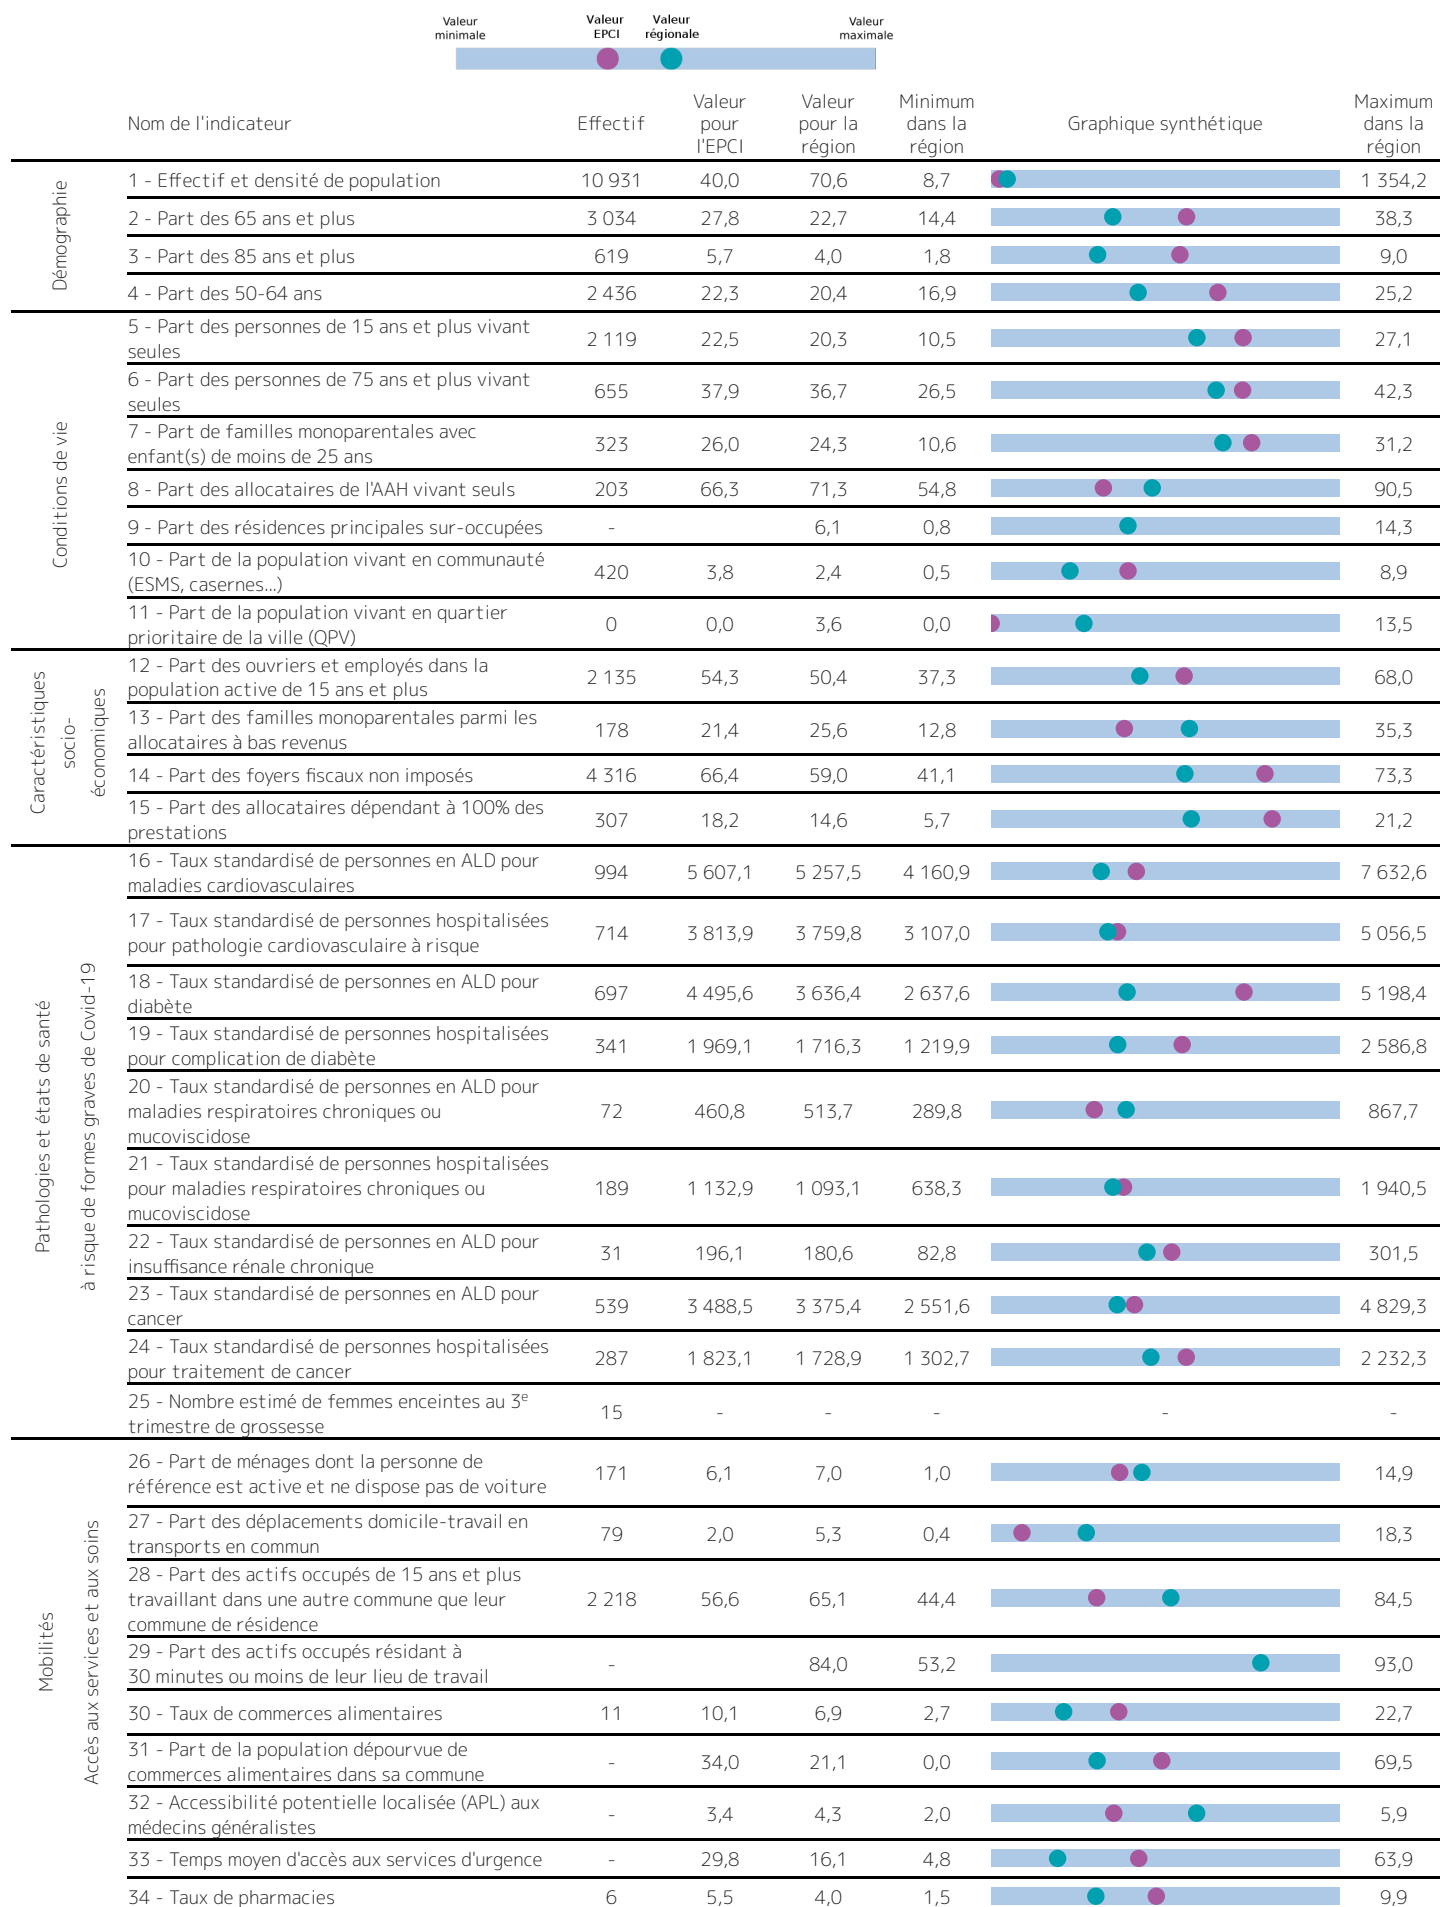 Valeur
minimale
Valeur
EPCI
Valeur
régionale
Valeur
maximale
Nom de l'indicateur
Effectif
Valeur
pour
l'EPCI
Valeur
pour la
région
Minimum
dans la
région
Graphique synthétique
Maximum
dans la
région
Démographie
1 - Effectif et densité de population 10 931 40,0 70,6 8,7 1 354,2
2 - Part des 65 ans et plus 3 034 27,8 22,7 14,4 38,3
3 - Part des 85 ans et plus 619 5,7 4,0 1,8 9,0
4 - Part des 50-64 ans 2 436 22,3 20,4 16,9 25,2
Conditions de vie
5 - Part des personnes de 15 ans et plus vivant
seules
2 119 22,5 20,3 10,5 27,1
6 - Part des personnes de 75 ans et plus vivant
seules
655 37,9 36,7 26,5 42,3
7 - Part de familles monoparentales avec
enfant(s) de moins de 25 ans
323 26,0 24,3 10,6 31,2
8 - Part des allocataires de l'AAH vivant seuls 203 66,3 71,3 54,8 90,5
9 - Part des résidences principales sur-occupées - 6,1 0,8 14,3
10 - Part de la population vivant en communauté
(ESMS, casernes...)
420 3,8 2,4 0,5 8,9
11 - Part de la population vivant en quartier
prioritaire de la ville (QPV)
0 0,0 3,6 0,0 13,5
Caractéristiques
socio-
économiques
12 - Part des ouvriers et employés dans la
population active de 15 ans et plus
2 135 54,3 50,4 37,3 68,0
13 - Part des familles monoparentales parmi les
allocataires à bas revenus
178 21,4 25,6 12,8 35,3
14 - Part des foyers fiscaux non imposés 4 316 66,4 59,0 41,1 73,3
15 - Part des allocataires dépendant à 100% des
prestations
307 18,2 14,6 5,7 21,2
Pathologies et états de santé
à risque de formes graves de Covid-19
16 - Taux standardisé de personnes en ALD pour
maladies cardiovasculaires
994 5 607,1 5 257,5 4 160,9 7 632,6
17 - Taux standardisé de personnes hospitalisées
pour pathologie cardiovasculaire à risque
714 3 813,9 3 759,8 3 107,0 5 056,5
18 - Taux standardisé de personnes en ALD pour
diabète
697 4 495,6 3 636,4 2 637,6 5 198,4
19 - Taux standardisé de personnes hospitalisées
pour complication de diabète
341 1 969,1 1 716,3 1 219,9 2 586,8
20 - Taux standardisé de personnes en ALD pour
maladies respiratoires chroniques ou
mucoviscidose
72 460,8 513,7 289,8 867,7
21 - Taux standardisé de personnes hospitalisées
pour maladies respiratoires chroniques ou
mucoviscidose
189 1 132,9 1 093,1 638,3 1 940,5
22 - Taux standardisé de personnes en ALD pour
insuffisance rénale chronique
31 196,1 180,6 82,8 301,5
23 - Taux standardisé de personnes en ALD pour
cancer
539 3 488,5 3 375,4 2 551,6 4 829,3
24 - Taux standardisé de personnes hospitalisées
pour traitement de cancer
287 1 823,1 1 728,9 1 302,7 2 232,3
25 - Nombre estimé de femmes enceintes au 3e
trimestre de grossesse
15 - - - - -
Mobilités
Accès aux services et aux soins
26 - Part de ménages dont la personne de
référence est active et ne dispose pas de voiture
171 6,1 7,0 1,0 14,9
27 - Part des déplacements domicile-travail en
transports en commun
79 2,0 5,3 0,4 18,3
28 - Part des actifs occupés de 15 ans et plus
travaillant dans une autre commune que leur
commune de résidence
2 218 56,6 65,1 44,4 84,5
29 - Part des actifs occupés résidant à
30 minutes ou moins de leur lieu de travail
- 84,0 53,2 93,0
30 - Taux de commerces alimentaires 11 10,1 6,9 2,7 22,7
31 - Part de la population dépourvue de
commerces alimentaires dans sa commune
- 34,0 21,1 0,0 69,5
32 - Accessibilité potentielle localisée (APL) aux
médecins généralistes
- 3,4 4,3 2,0 5,9
33 - Temps moyen d'accès aux services d'urgence - 29,8 16,1 4,8 63,9
34 - Taux de pharmacies 6 5,5 4,0 1,5 9,9